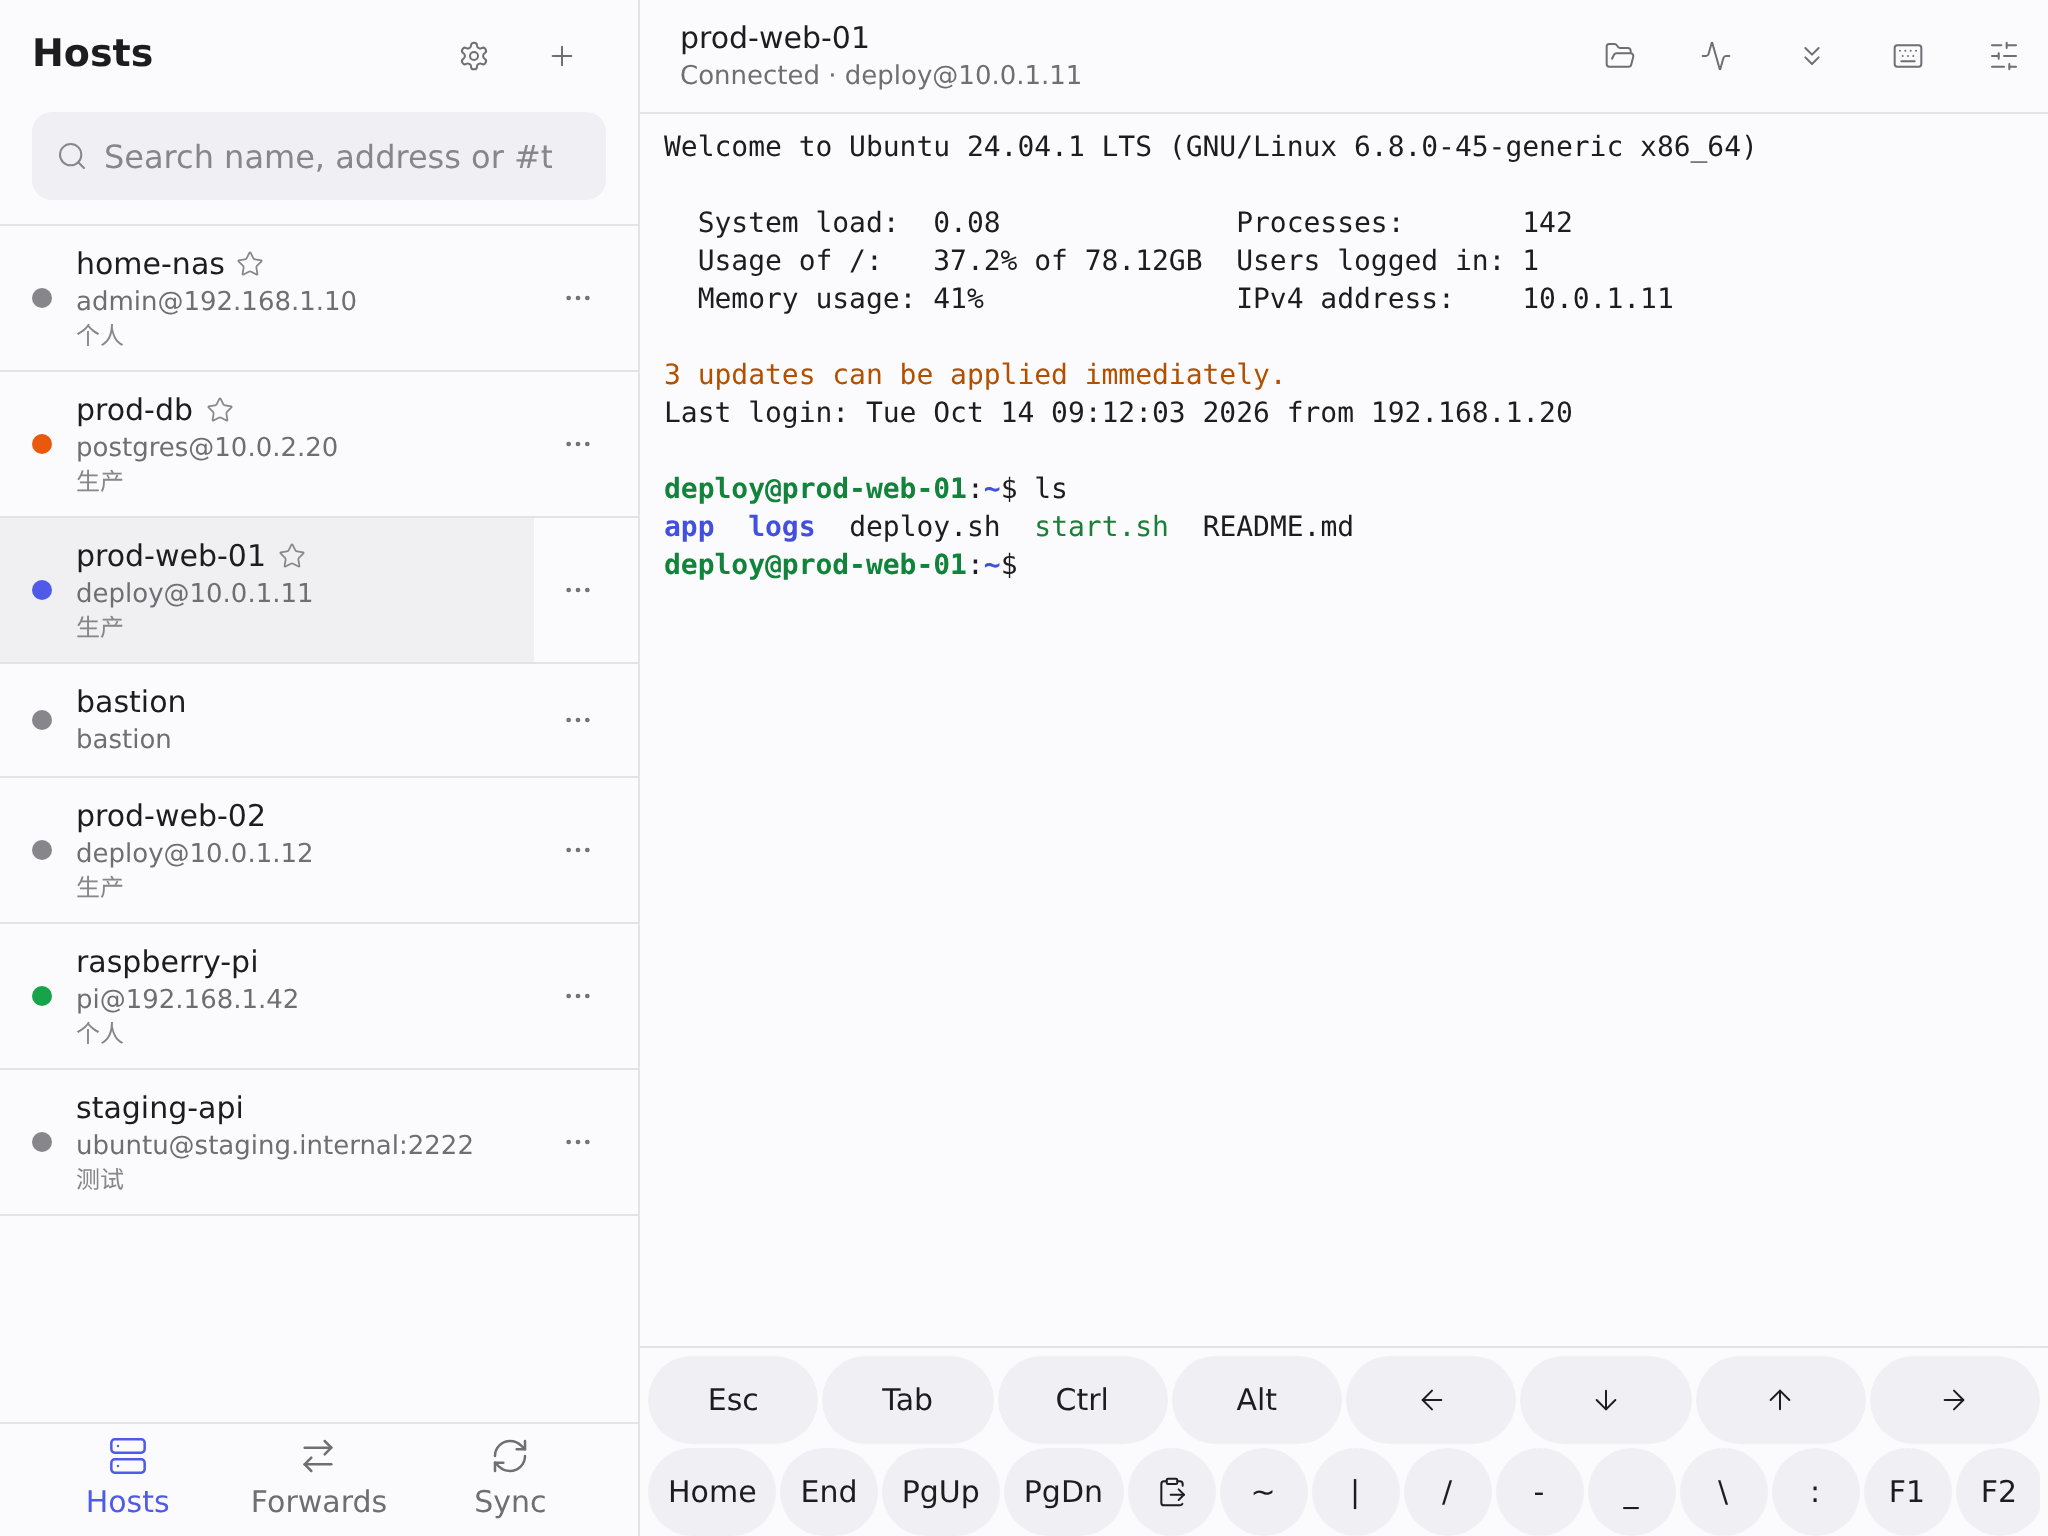 Hosts
Search name, address or #t
home-nas
admin@192.168.1.10
个人
prod-db
postgres@10.0.2.20
生产
prod-web-01
deploy@10.0.1.11
生产
bastion
bastion
prod-web-02
deploy@10.0.1.12
生产
raspberry-pi
pi@192.168.1.42
个人
staging-api
ubuntu@staging.internal:2222
测试
Hosts Forwards Sync
prod-web-01
Connected · deploy@10.0.1.11
Welcome to Ubuntu 24.04.1 LTS (GNU/Linux 6.8.0-45-generic x86_64)
System load: 0.08 Processes: 142
Usage of /: 37.2% of 78.12GB Users logged in: 1
Memory usage: 41% IPv4 address: 10.0.1.11
3 updates can be applied immediately.
Last login: Tue Oct 14 09:12:03 2026 from 192.168.1.20
deploy@prod-web-01:~$ ls
app logs deploy.sh start.sh README.md
deploy@prod-web-01:~$
Esc Tab Ctrl Alt ← ↓ ↑ →
Home End PgUp PgDn ~ | / - _ \ : F1 F2